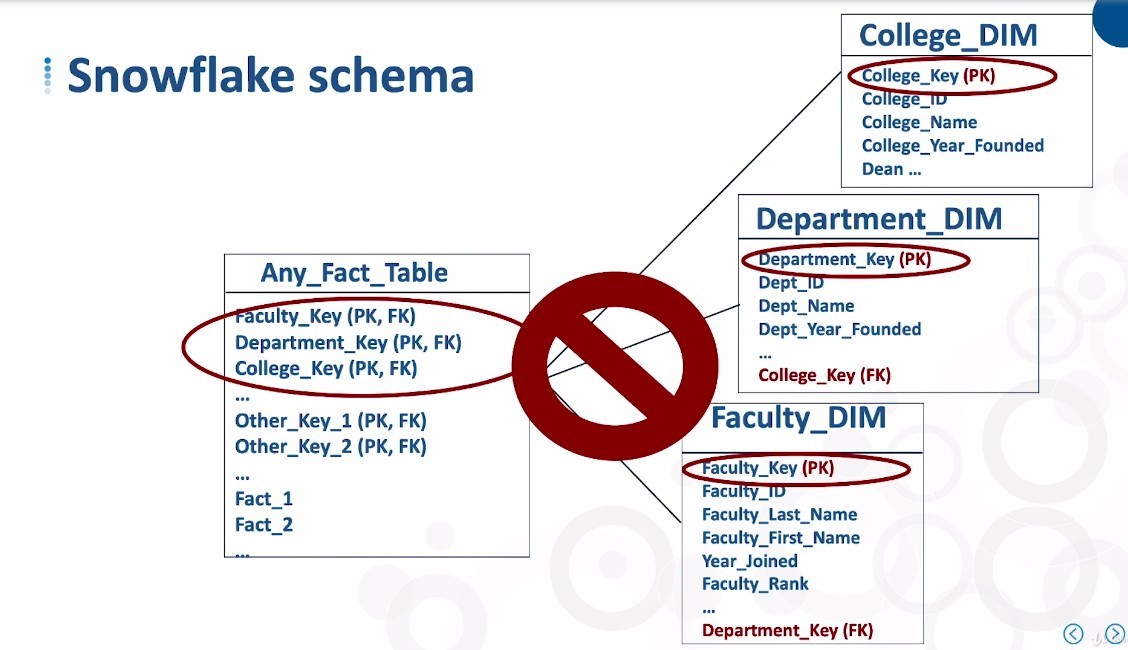 Snowflake schema
College_DIM
College_Key (PK)
College_ID
College_Name
College_Year_Founded
Dean ...
Department_DIM
Department_Key (PK)
Dept_ID
Dept_Name
Dept_Year_Founded
...
College_Key (FK)
Any_Fact_Table
Faculty_Key (PK, FK)
Department_Key (PK, FK)
College_Key (PK, FK)
...
Other_Key_1 (PK, FK)
Other_Key_2 (PK, FK)
...
Fact_1
Fact_2
...
Faculty_DIM
Faculty_Key (PK)
Faculty_ID
Faculty_Last_Name
Faculty_First_Name
Year_Joined
Faculty_Rank
...
Department_Key (FK)